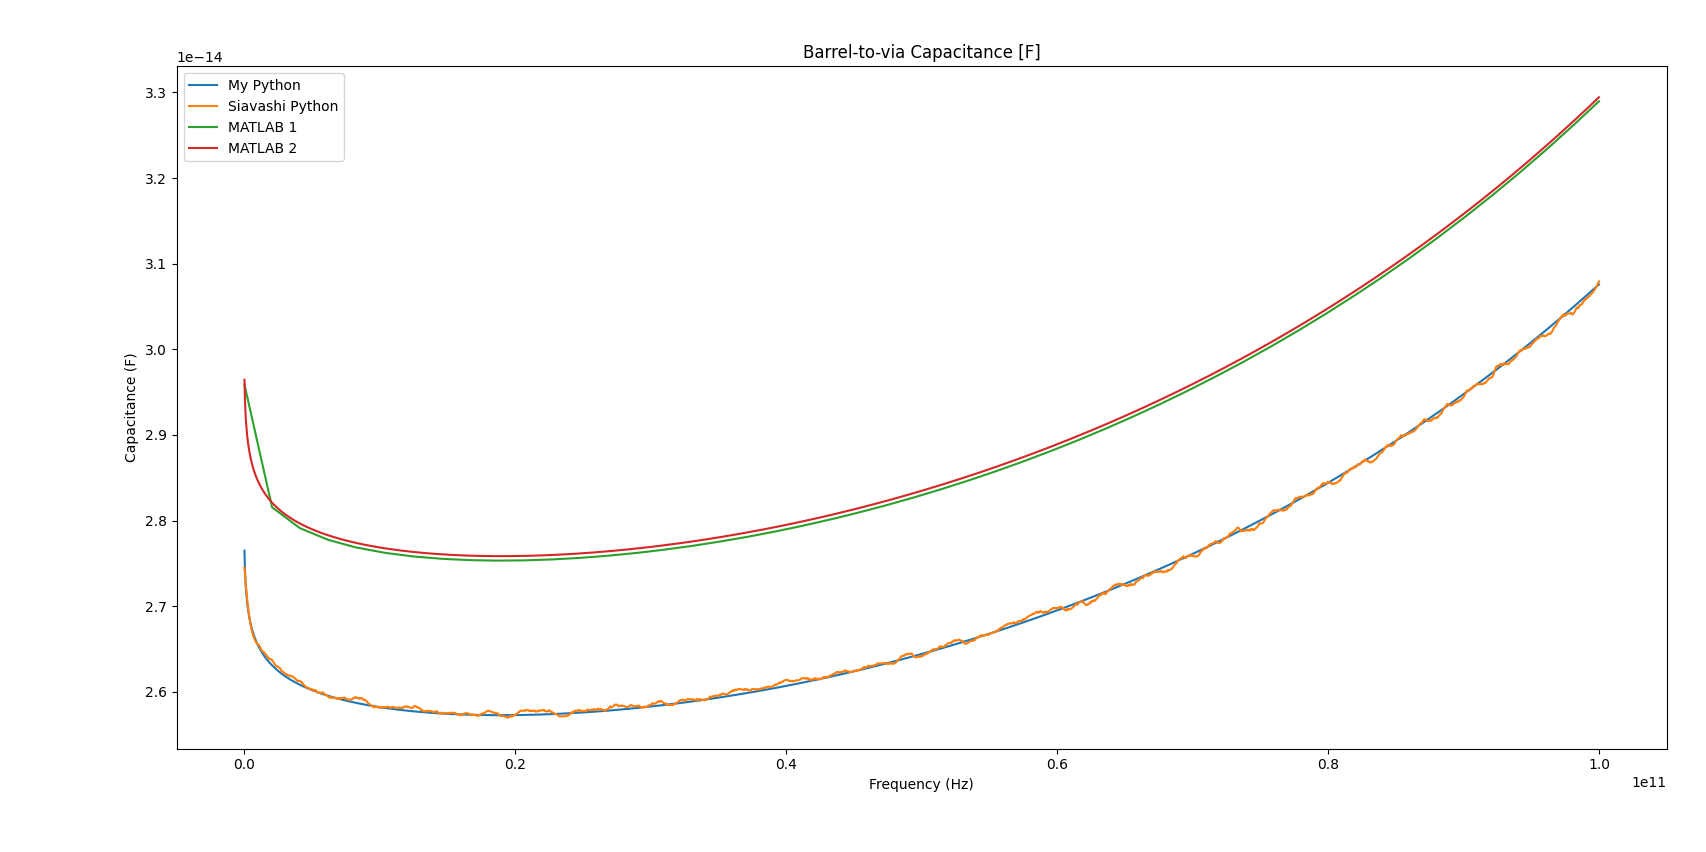 Barrel-to-via Capacitance [F]
1e−14
My Python
Siavashi Python
MATLAB 1
MATLAB 2
3.3
3.2
3.1
3.0
2.9
2.8
2.7
2.6
Capacitance (F)
0.0 0.2 0.4 0.6 0.8 1.0
Frequency (Hz)
1e11